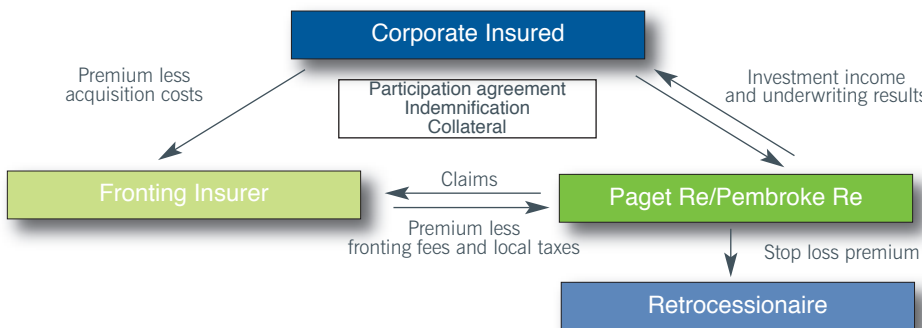 Corporate Insured
Premium less
acquisition costs
Participation agreement
Indemnification
Collateral
Investment income
and underwriting results
Fronting Insurer
Claims
Premium less
fronting fees and local taxes
Paget Re/Pembroke Re
Stop loss premium
Retrocessionaire